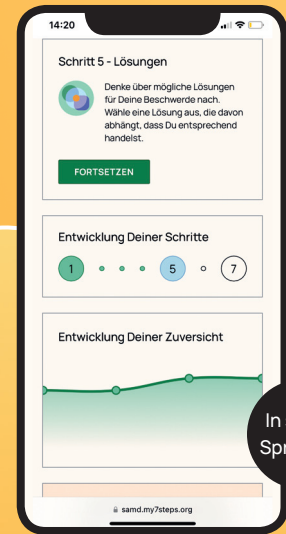 14:20
Schritt 5 - Lösungen
Denke über mögliche Lösungen
für Deine Beschwerde nach.
Wähle eine Lösung aus, die davon
abhängt, dass Du entsprechend
handelst.
FORTSETZEN
Entwicklung Deiner Schritte
1 5 7
Entwicklung Deiner Zuversicht
In
samd.my7steps.org